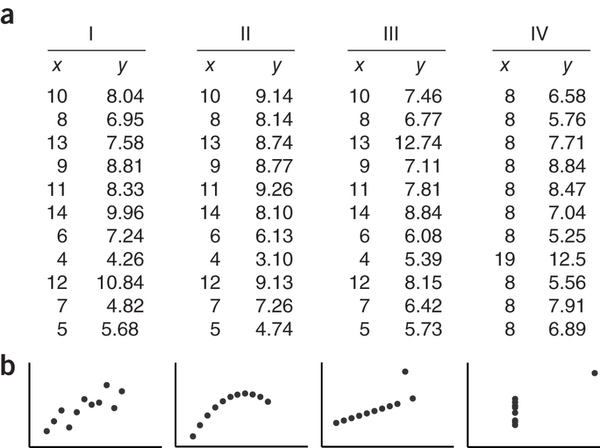 a
I II III IV
x y x y x y x y
10 8.04 10 9.14 10 7.46 8 6.58
8 6.95 8 8.14 8 6.77 8 5.76
13 7.58 13 8.74 13 12.74 8 7.71
9 8.81 9 8.77 9 7.11 8 8.84
11 8.33 11 9.26 11 7.81 8 8.47
14 9.96 14 8.10 14 8.84 8 7.04
6 7.24 6 6.13 6 6.08 8 5.25
4 4.26 4 3.10 4 5.39 19 12.5
12 10.84 12 9.13 12 8.15 8 5.56
7 4.82 7 7.26 7 6.42 8 7.91
5 5.68 5 4.74 5 5.73 8 6.89
b